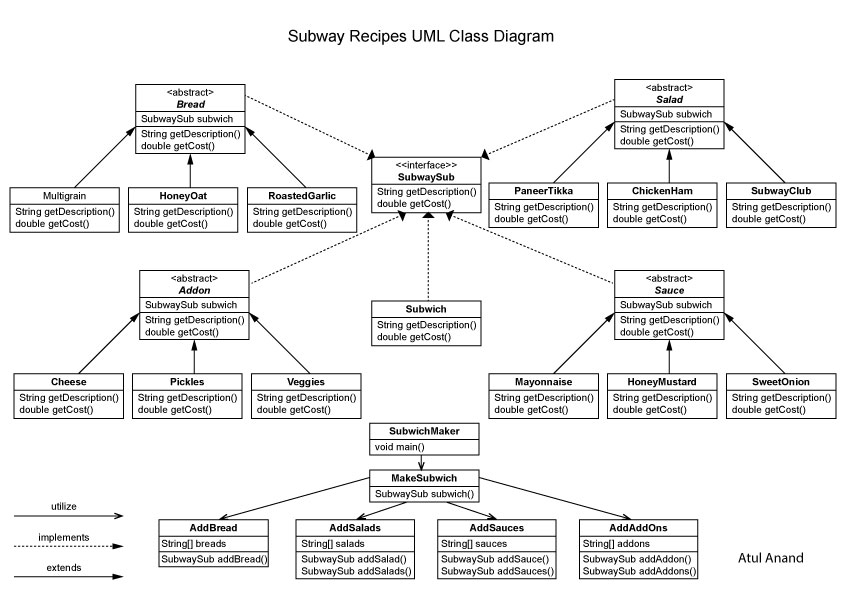 Subway Recipes UML Class Diagram
<abstract>
Bread
SubwaySub subwich
String getDescription()
double getCost()
<abstract>
Salad
SubwaySub subwich
String getDescription()
double getCost()
<<interface>>
SubwaySub
String getDescription()
double getCost()
Multigrain
String getDescription()
double getCost()
HoneyOat
String getDescription()
double getCost()
RoastedGarlic
String getDescription()
double getCost()
PaneerTikka
String getDescription()
double getCost()
ChickenHam
String getDescription()
double getCost()
SubwayClub
String getDescription()
double getCost()
<abstract>
Addon
SubwaySub subwich
String getDescription()
double getCost()
Subwich
String getDescription()
double getCost()
<abstract>
Sauce
SubwaySub subwich
String getDescription()
double getCost()
Cheese
String getDescription()
double getCost()
Pickles
String getDescription()
double getCost()
Veggies
String getDescription()
double getCost()
Mayonnaise
String getDescription()
double getCost()
HoneyMustard
String getDescription()
double getCost()
SweetOnion
String getDescription()
double getCost()
SubwichMaker
void main()
MakeSubwich
SubwaySub subwich()
utilize
implements
extends
AddBread
String[] breads
SubwaySub addBread()
AddSalads
String[] salads
SubwaySub addSalad()
SubwaySub addSalads()
AddSauces
String[] sauces
SubwaySub addSauce()
SubwaySub addSauces()
AddAddOns
String[] addons
SubwaySub addAddon()
SubwaySub addAddons()
Atul Anand